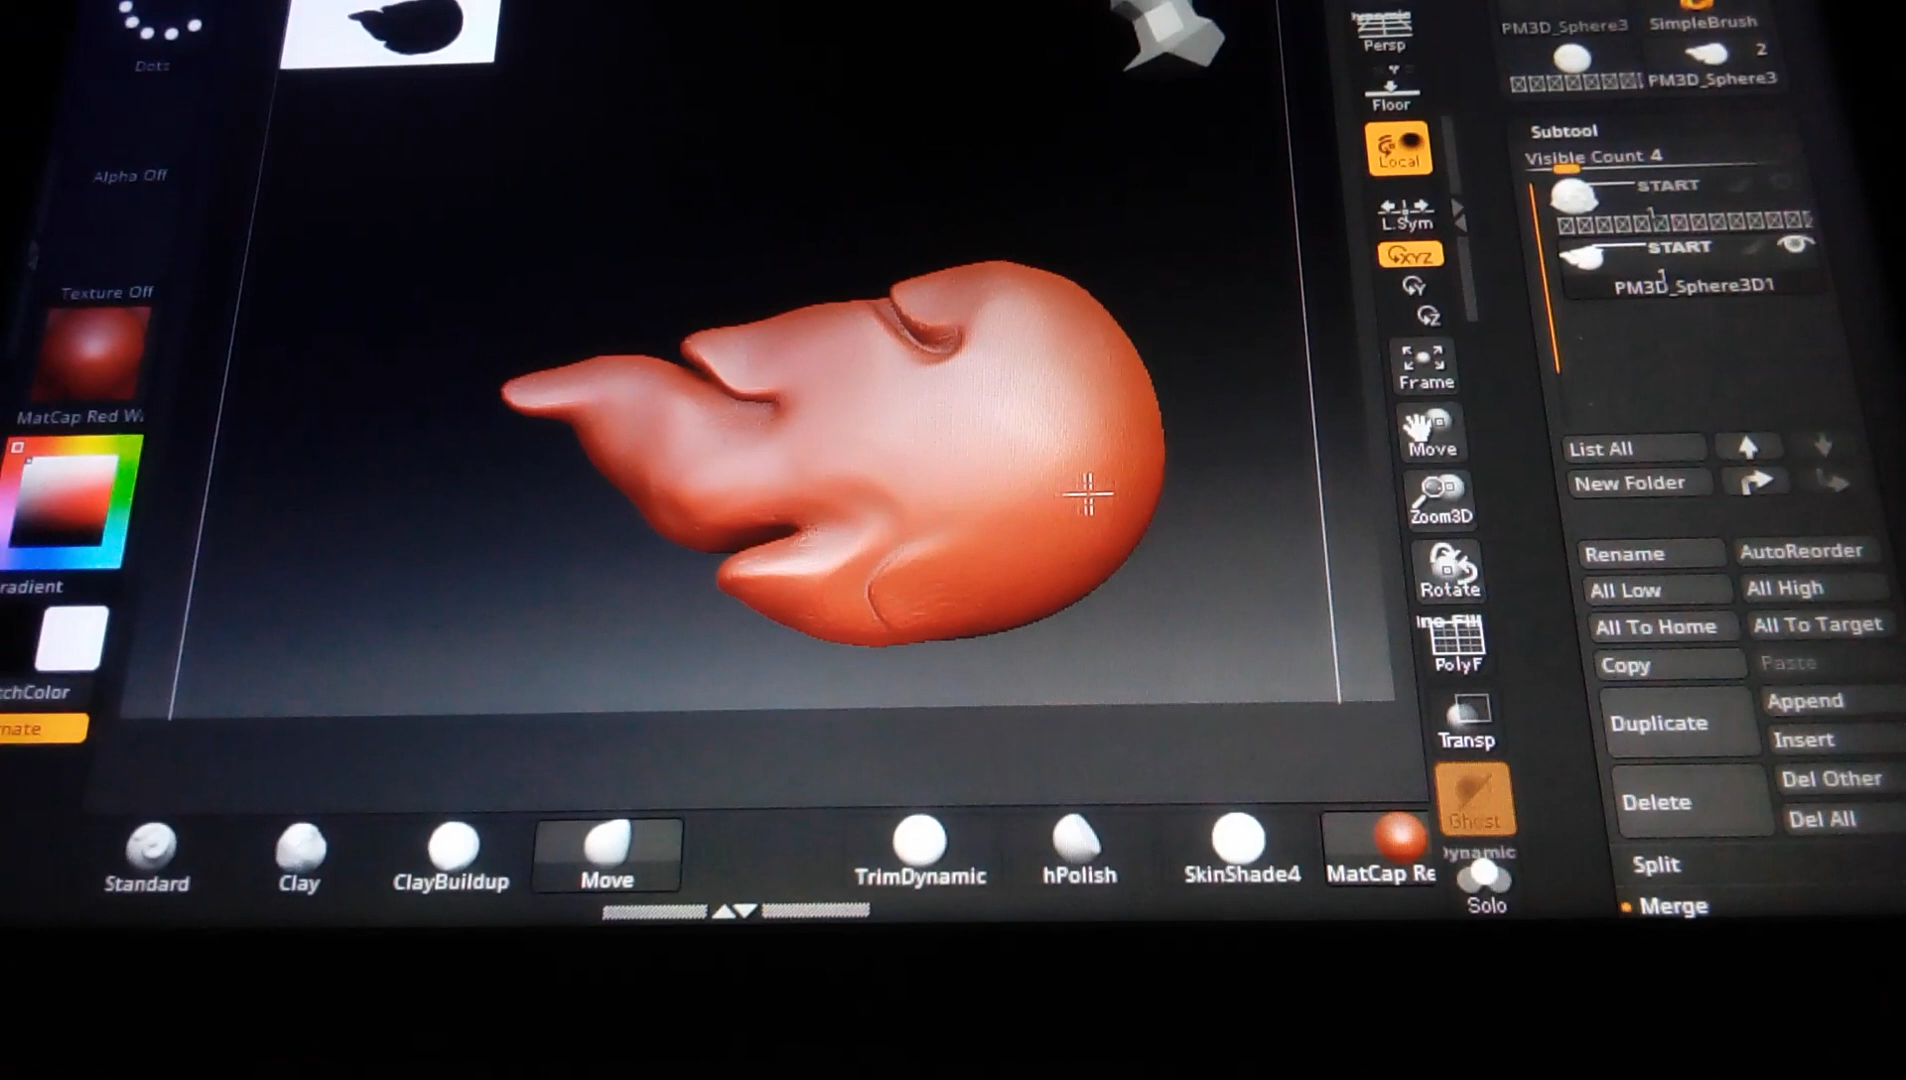 Dots
Alpha Off
Texture Off
MatCap Red W
radient
chColor
nate
Persp
Floor
Local
L.Sym
XYZ
Y
Z
Frame
Move
Zoom3D
Rotate
PolyF
Transp
Ghost
Dynamic
Solo
PM3D_Sphere3
SimpleBrush
2
PM3D_Sphere3
Subtool
Visible Count 4
START
START
PM3D_Sphere3D1
List All
New Folder
Rename
AutoReorder
All Low
All High
All To Home
All To Target
Copy
Paste
Duplicate
Append
Insert
Delete
Del Other
Del All
Split
Merge
Standard
Clay
ClayBuildup
Move
TrimDynamic
hPolish
SkinShade4
MatCap Re